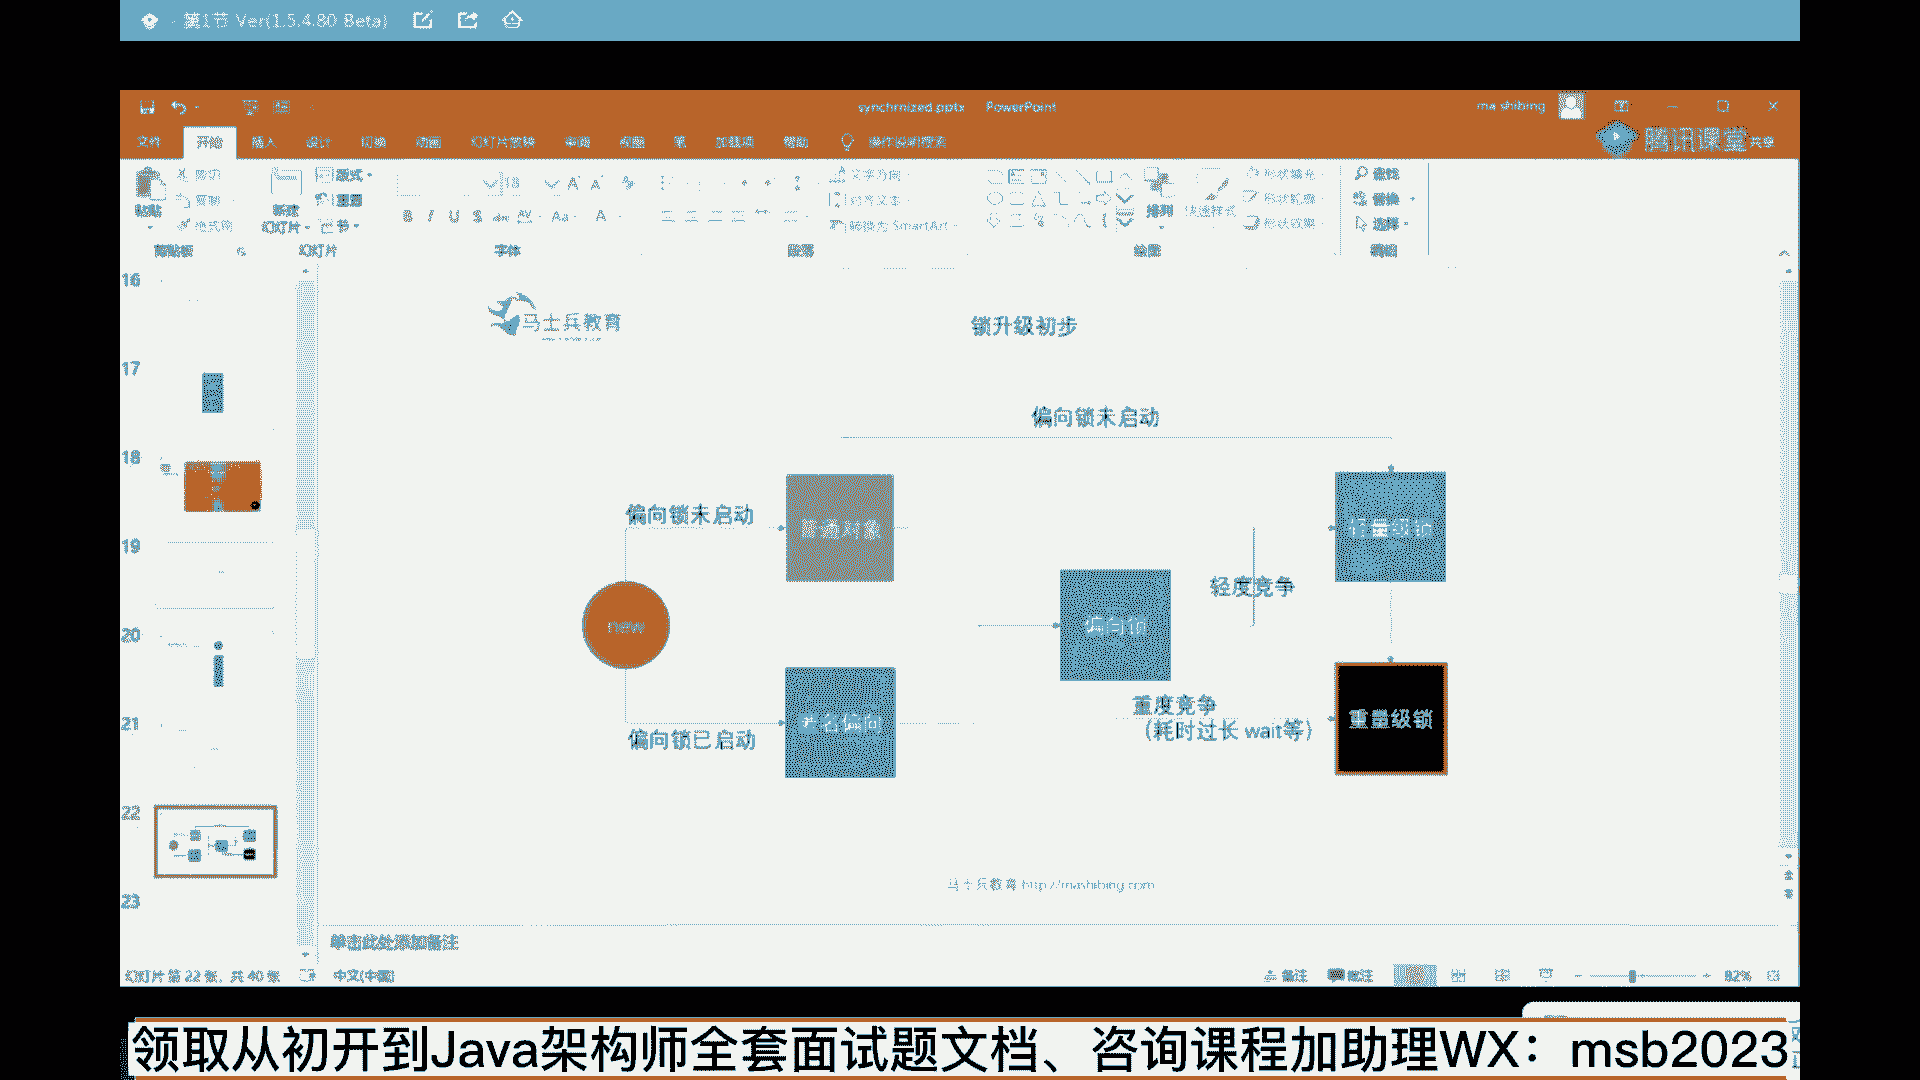 第1节 Ver(1.5.4.80 Beta)
synchrnized.pptx - PowerPoint
ma shibing
文件 开始 插入 设计 切换 动画 幻灯片放映 审阅 视图 笔 加载项 帮助 操作说明搜索
腾讯课堂 共享
剪切 版式 18 文字方向 形状填充 查找
粘贴 复制 新建 重置 对齐文本 排列 快速样式 形状轮廓 替换
格式刷 幻灯片 节 B I U S abc AV Aa A 转换为 SmartArt 形状效果 选择
剪贴板 幻灯片 字体 段落 绘图 编辑
16
17
18
19
20
21
22
23
马士兵教育
锁升级初步
偏向锁未启动
偏向锁未启动
普通对象
轻量级锁
轻度竞争
new
偏向锁
重度竞争
(耗时过长 wait等)
匿名偏向
重量级锁
偏向锁已启动
马士兵教育 http://mashibing.com
单击此处添加备注
幻灯片 第 22 张，共 40 张 中文(中国) 备注 批注 82%
领取从初开到Java架构师全套面试题文档、咨询课程加助理WX：msb2023